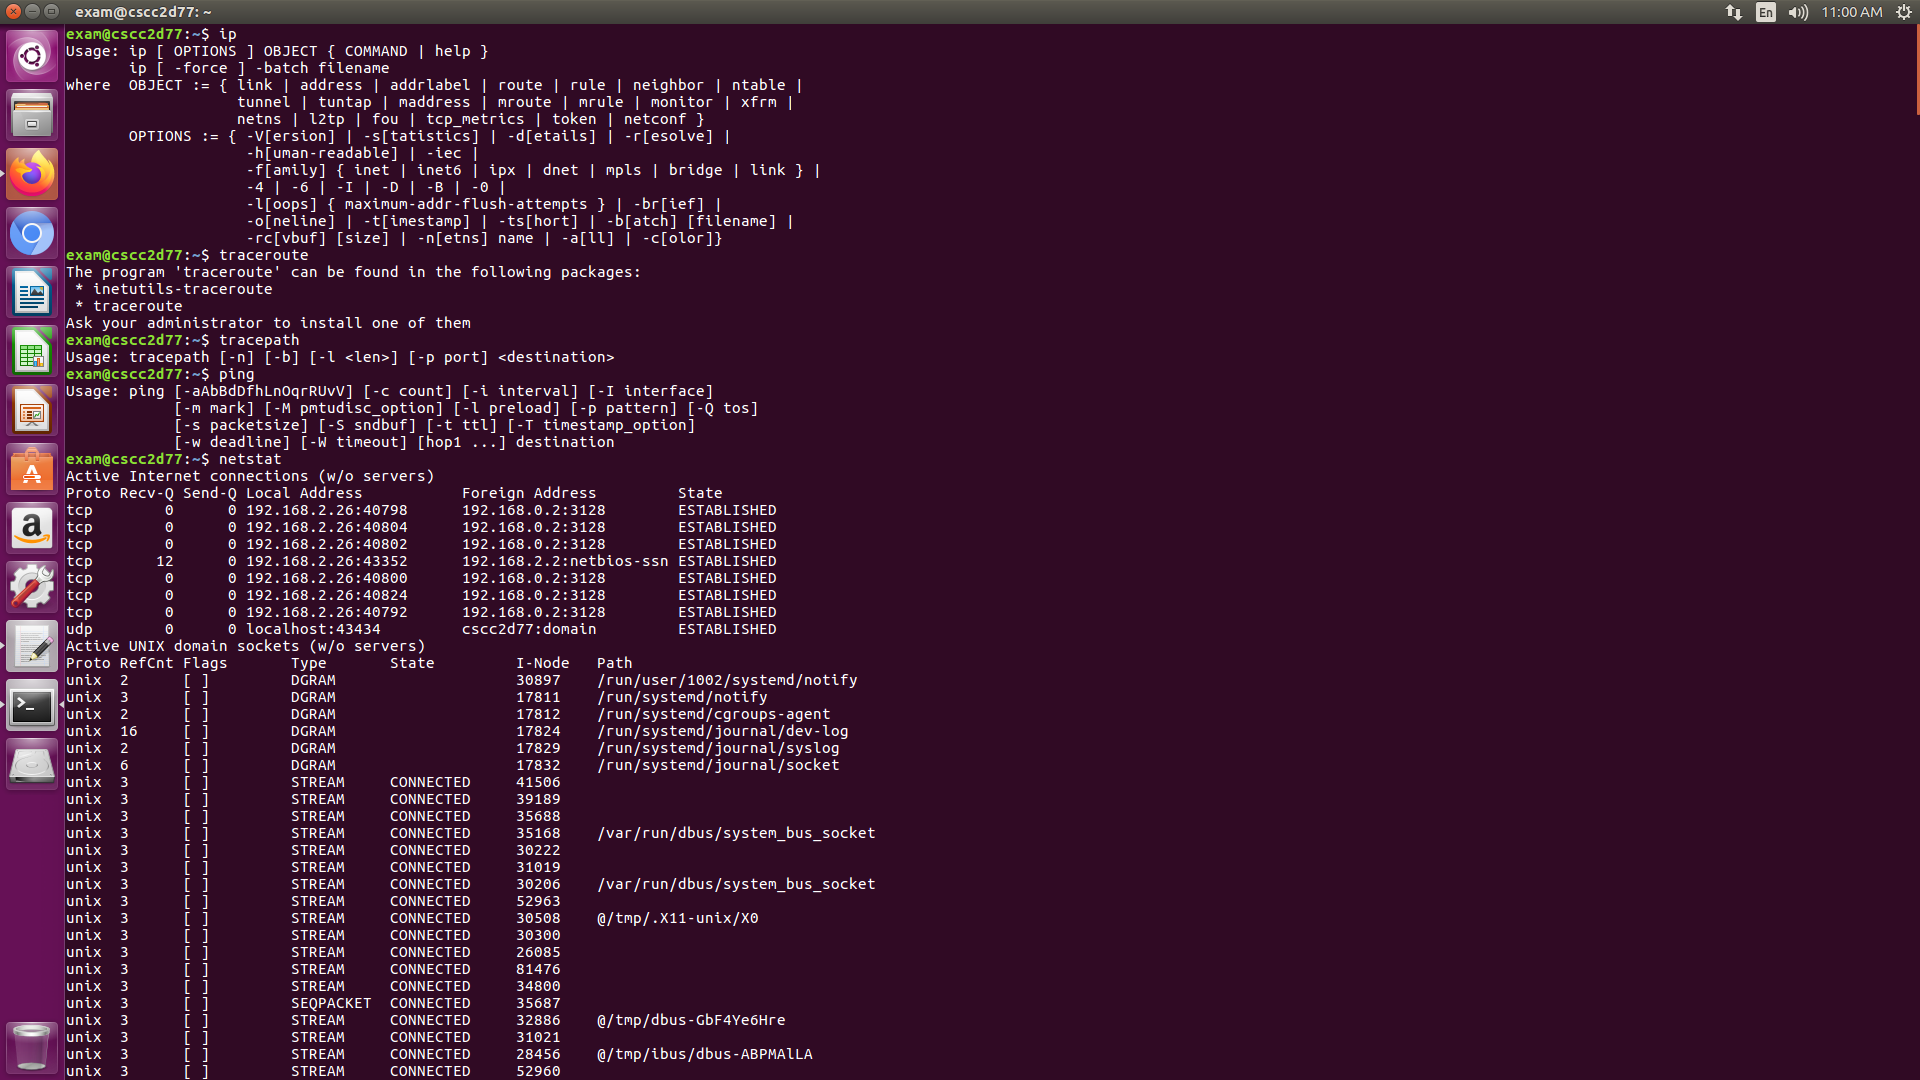 exam@cscc2d77: ~
En
11:00 AM
exam@cscc2d77:~$ ip
Usage: ip [ OPTIONS ] OBJECT { COMMAND | help }
       ip [ -force ] -batch filename
where  OBJECT := { link | address | addrlabel | route | rule | neighbor | ntable |
                   tunnel | tuntap | maddress | mroute | mrule | monitor | xfrm |
                   netns | l2tp | fou | tcp_metrics | token | netconf }
       OPTIONS := { -V[ersion] | -s[tatistics] | -d[etails] | -r[esolve] |
                    -h[uman-readable] | -iec |
                    -f[amily] { inet | inet6 | ipx | dnet | mpls | bridge | link } |
                    -4 | -6 | -I | -D | -B | -0 |
                    -l[oops] { maximum-addr-flush-attempts } | -br[ief] |
                    -o[neline] | -t[imestamp] | -ts[hort] | -b[atch] [filename] |
                    -rc[vbuf] [size] | -n[etns] name | -a[ll] | -c[olor]}
exam@cscc2d77:~$ traceroute
The program 'traceroute' can be found in the following packages:
 * inetutils-traceroute
 * traceroute
Ask your administrator to install one of them
exam@cscc2d77:~$ tracepath
Usage: tracepath [-n] [-b] [-l <len>] [-p port] <destination>
exam@cscc2d77:~$ ping
Usage: ping [-aAbBdDfhLnOqrRUvV] [-c count] [-i interval] [-I interface]
            [-m mark] [-M pmtudisc_option] [-l preload] [-p pattern] [-Q tos]
            [-s packetsize] [-S sndbuf] [-t ttl] [-T timestamp_option]
            [-w deadline] [-W timeout] [hop1 ...] destination
exam@cscc2d77:~$ netstat
Active Internet connections (w/o servers)
Proto Recv-Q Send-Q Local Address           Foreign Address         State
tcp        0      0 192.168.2.26:40798      192.168.0.2:3128        ESTABLISHED
tcp        0      0 192.168.2.26:40804      192.168.0.2:3128        ESTABLISHED
tcp        0      0 192.168.2.26:40802      192.168.0.2:3128        ESTABLISHED
tcp       12      0 192.168.2.26:43352      192.168.2.2:netbios-ssn ESTABLISHED
tcp        0      0 192.168.2.26:40800      192.168.0.2:3128        ESTABLISHED
tcp        0      0 192.168.2.26:40824      192.168.0.2:3128        ESTABLISHED
tcp        0      0 192.168.2.26:40792      192.168.0.2:3128        ESTABLISHED
udp        0      0 localhost:43434         cscc2d77:domain         ESTABLISHED
Active UNIX domain sockets (w/o servers)
Proto RefCnt Flags       Type       State         I-Node   Path
unix  2      [ ]         DGRAM                    30897    /run/user/1002/systemd/notify
unix  3      [ ]         DGRAM                    17811    /run/systemd/notify
unix  2      [ ]         DGRAM                    17812    /run/systemd/cgroups-agent
unix  16     [ ]         DGRAM                    17824    /run/systemd/journal/dev-log
unix  2      [ ]         DGRAM                    17829    /run/systemd/journal/syslog
unix  6      [ ]         DGRAM                    17832    /run/systemd/journal/socket
unix  3      [ ]         STREAM     CONNECTED     41506
unix  3      [ ]         STREAM     CONNECTED     39189
unix  3      [ ]         STREAM     CONNECTED     35688
unix  3      [ ]         STREAM     CONNECTED     35168    /var/run/dbus/system_bus_socket
unix  3      [ ]         STREAM     CONNECTED     30222
unix  3      [ ]         STREAM     CONNECTED     31019
unix  3      [ ]         STREAM     CONNECTED     30206    /var/run/dbus/system_bus_socket
unix  3      [ ]         STREAM     CONNECTED     52963
unix  3      [ ]         STREAM     CONNECTED     30508    @/tmp/.X11-unix/X0
unix  3      [ ]         STREAM     CONNECTED     30300
unix  3      [ ]         STREAM     CONNECTED     26085
unix  3      [ ]         STREAM     CONNECTED     81476
unix  3      [ ]         STREAM     CONNECTED     34800
unix  3      [ ]         SEQPACKET  CONNECTED     35687
unix  3      [ ]         STREAM     CONNECTED     32886    @/tmp/dbus-GbF4Ye6Hre
unix  3      [ ]         STREAM     CONNECTED     31021
unix  3      [ ]         STREAM     CONNECTED     28456    @/tmp/ibus/dbus-ABPMAlLA
unix  3      [ ]         STREAM     CONNECTED     52960